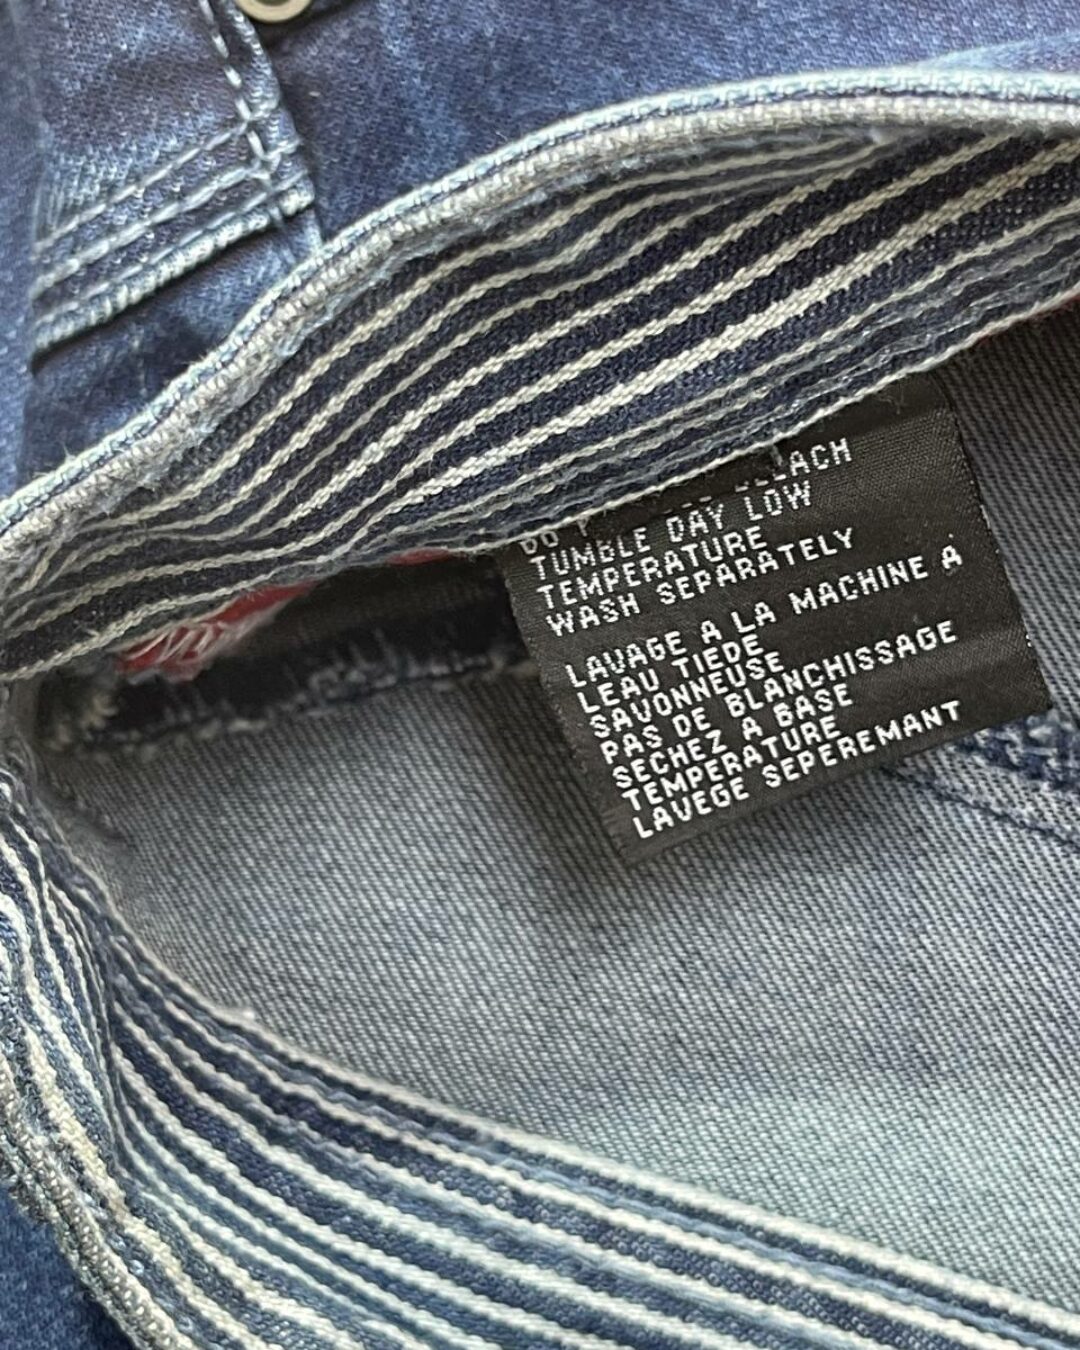 TUMBLE DAY LOW
TEMPERATURE
WASH SEPARATELY
LAVAGE A LA MACHINE A
LEAU TIEDE
SAVONNEUSE
PAS DE BLANCHISSAGE
SECHEZ A BASE
TEMPERATURE
LAVEGE SEPEREMANT